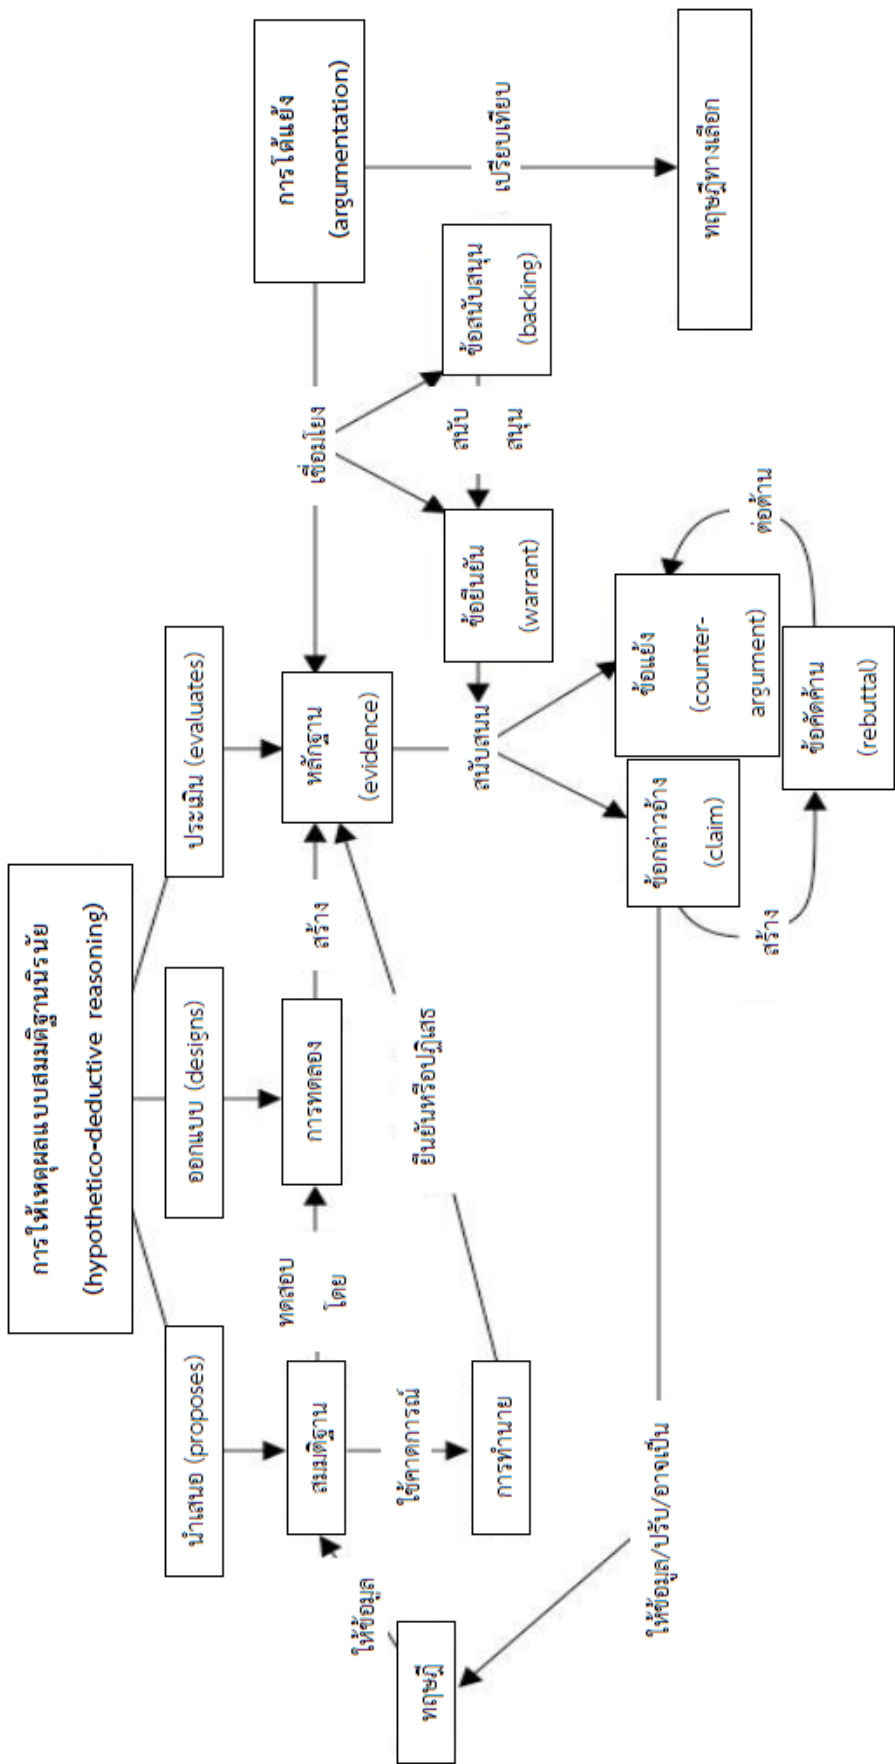 การให้เหตุผลแบบสมมติฐานนิรนัย
(hypothetico-deductive reasoning)
การโต้แย้ง
(argumentation)
นำเสนอ (proposes)
ออกแบบ (designs)
ประเมิน (evaluates)
เชื่อมโยง
เปรียบเทียบ
ให้ข้อมูล
สมมติฐาน
ทดสอบ
โดย
การทดลอง
สร้าง
หลักฐาน
(evidence)
ทฤษฎี
ใช้คาดการณ์
ยืนยันหรือปฏิเสธ
การทำนาย
สนับสนน
ข้อยืนยัน
(warrant)
สนับ
สนุน
ข้อสนับสนุน
(backing)
ทฤษฎีทางเลือก
ให้ข้อมูล/ปรับ/อาจเป็น
ข้อกล่าวอ้าง
(claim)
ข้อแย้ง
(counter-
argument)
สร้าง
ข้อคัดค้าน
(rebuttal)
ต่อต้าน